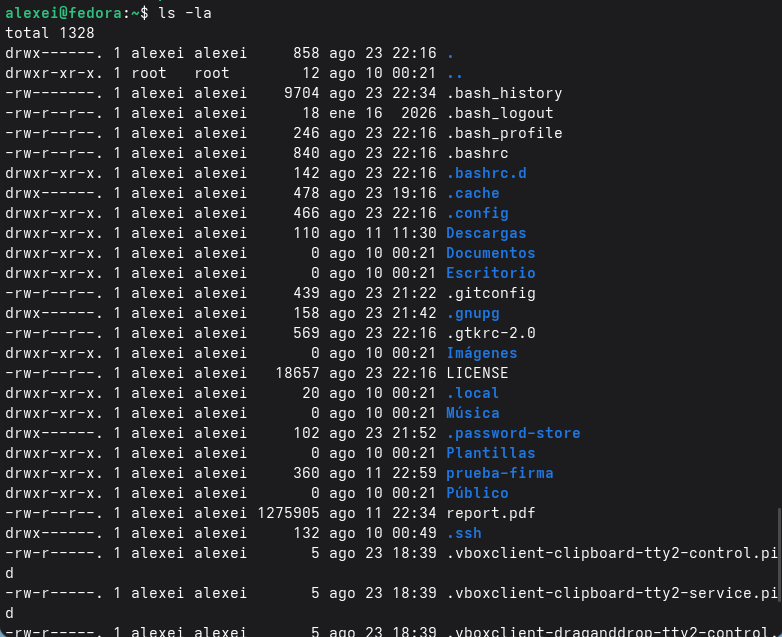 alexei@fedora:~$ ls -la
total 1328
drwx------. 1 alexei alexei     858 ago 23 22:16 .
drwxr-xr-x. 1 root   root        12 ago 10 00:21 ..
-rw-------. 1 alexei alexei    9704 ago 23 22:34 .bash_history
-rw-r--r--. 1 alexei alexei      18 ene 16  2026 .bash_logout
-rw-r--r--. 1 alexei alexei     246 ago 23 22:16 .bash_profile
-rw-r--r--. 1 alexei alexei     840 ago 23 22:16 .bashrc
drwxr-xr-x. 1 alexei alexei     142 ago 23 22:16 .bashrc.d
drwx------. 1 alexei alexei     478 ago 23 19:16 .cache
drwxr-xr-x. 1 alexei alexei     466 ago 23 22:16 .config
drwxr-xr-x. 1 alexei alexei     110 ago 11 11:30 Descargas
drwxr-xr-x. 1 alexei alexei       0 ago 10 00:21 Documentos
drwxr-xr-x. 1 alexei alexei       0 ago 10 00:21 Escritorio
-rw-r--r--. 1 alexei alexei     439 ago 23 21:22 .gitconfig
drwx------. 1 alexei alexei     158 ago 23 21:42 .gnupg
-rw-r--r--. 1 alexei alexei     569 ago 23 22:16 .gtkrc-2.0
drwxr-xr-x. 1 alexei alexei       0 ago 10 00:21 Imágenes
-rw-r--r--. 1 alexei alexei   18657 ago 23 22:16 LICENSE
drwxr-xr-x. 1 alexei alexei      20 ago 10 00:21 .local
drwxr-xr-x. 1 alexei alexei       0 ago 10 00:21 Música
drwx------. 1 alexei alexei     102 ago 23 21:52 .password-store
drwxr-xr-x. 1 alexei alexei       0 ago 10 00:21 Plantillas
drwxr-xr-x. 1 alexei alexei     360 ago 11 22:59 prueba-firma
drwxr-xr-x. 1 alexei alexei       0 ago 10 00:21 Público
-rw-r--r--. 1 alexei alexei 1275905 ago 11 22:34 report.pdf
drwx------. 1 alexei alexei     132 ago 10 00:49 .ssh
-rw-r-----. 1 alexei alexei       5 ago 23 18:39 .vboxclient-clipboard-tty2-control.pi
d
-rw-r-----. 1 alexei alexei       5 ago 23 18:39 .vboxclient-clipboard-tty2-service.pi
d
-rw-r-----. 1 alexei alexei       5 ago 23 18:39 .vboxclient-draganddrop-tty2-control.